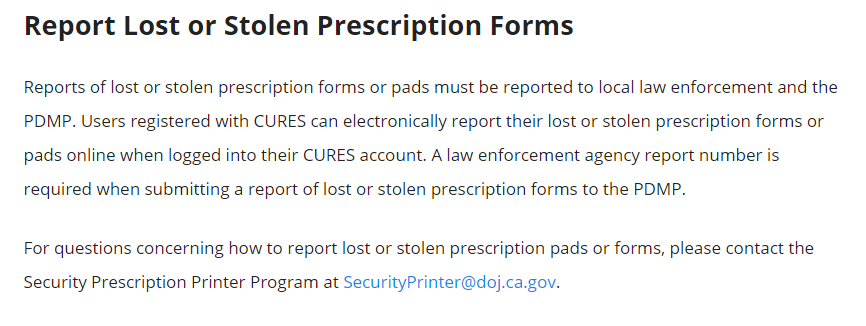 Report Lost or Stolen Prescription Forms
Reports of lost or stolen prescription forms or pads must be reported to local law enforcement and the
PDMP. Users registered with CURES can electronically report their lost or stolen prescription forms or
pads online when logged into their CURES account. A law enforcement agency report number is
required when submitting a report of lost or stolen prescription forms to the PDMP.
For questions concerning how to report lost or stolen prescription pads or forms, please contact the
Security Prescription Printer Program at SecurityPrinter@doj.ca.gov.